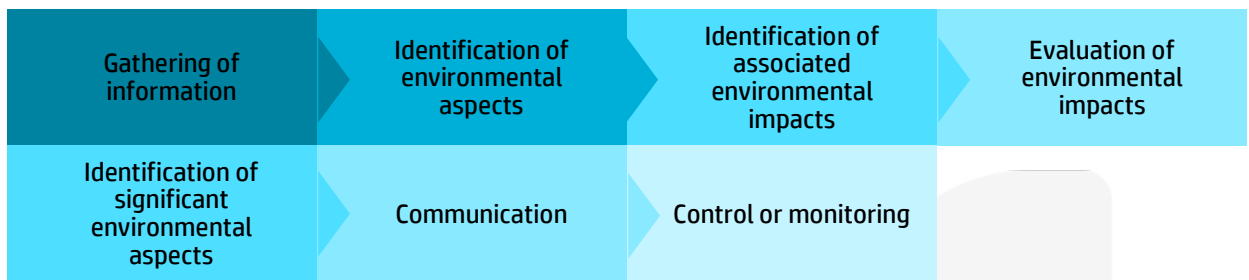 Gathering of
information
Identification of
environmental
aspects
Identification of
associated
environmental
impacts
Evaluation of
environmental
impacts
Identification of
significant
environmental
aspects
Communication
Control or monitoring